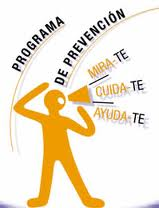 PROGRAMA
DE PREVENCIÓN
MIRA-TE
CUIDA-TE
AYUDA-TE